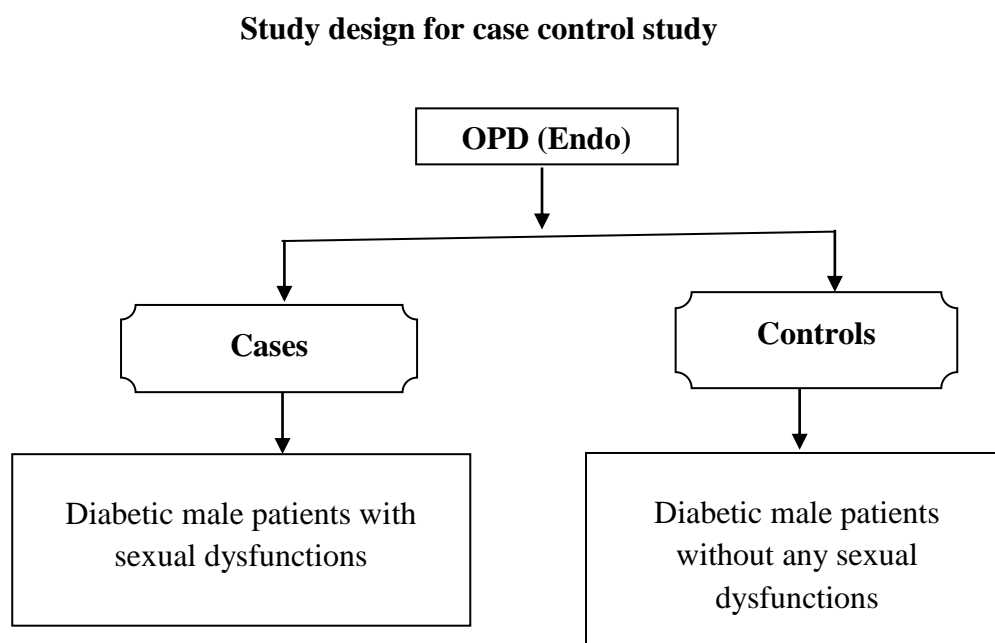 Study design for case control study
OPD (Endo)
Cases
Controls
Diabetic male patients with
sexual dysfunctions
Diabetic male patients
without any sexual
dysfunctions